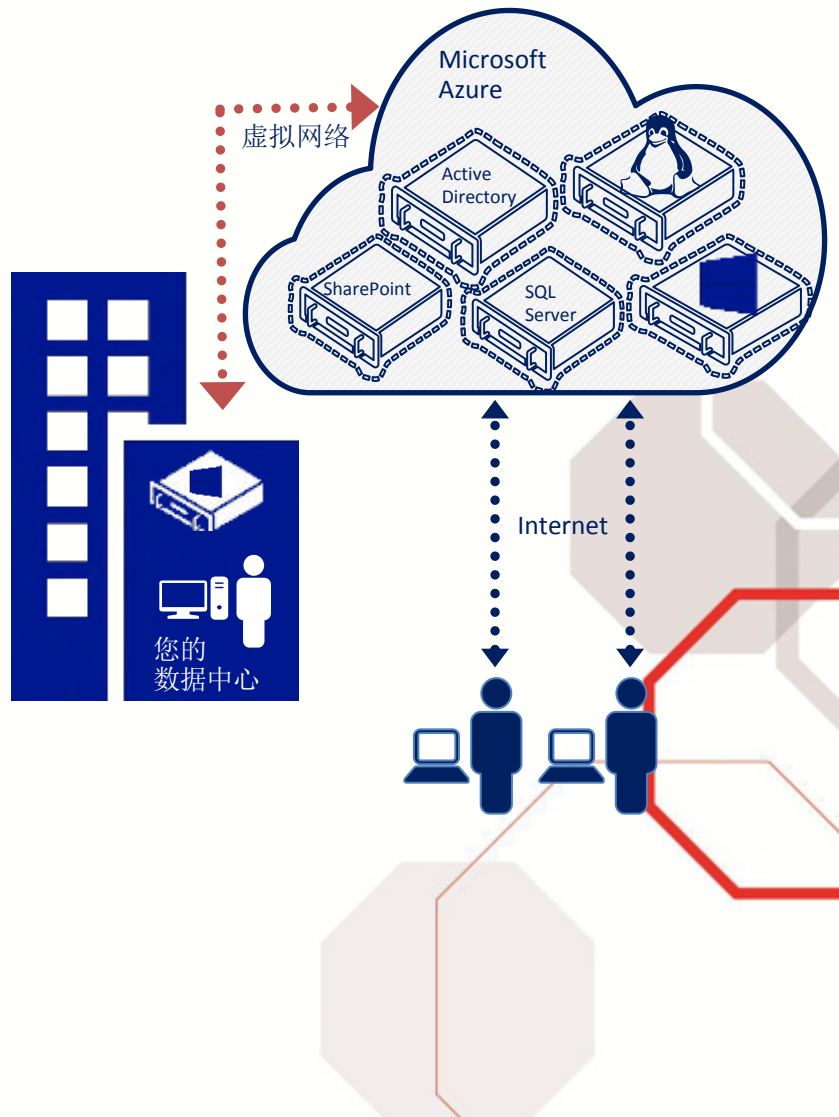 Microsoft
Azure
虚拟网络
Active
Directory
SharePoint
SQL
Server
Internet
您的
数据中心